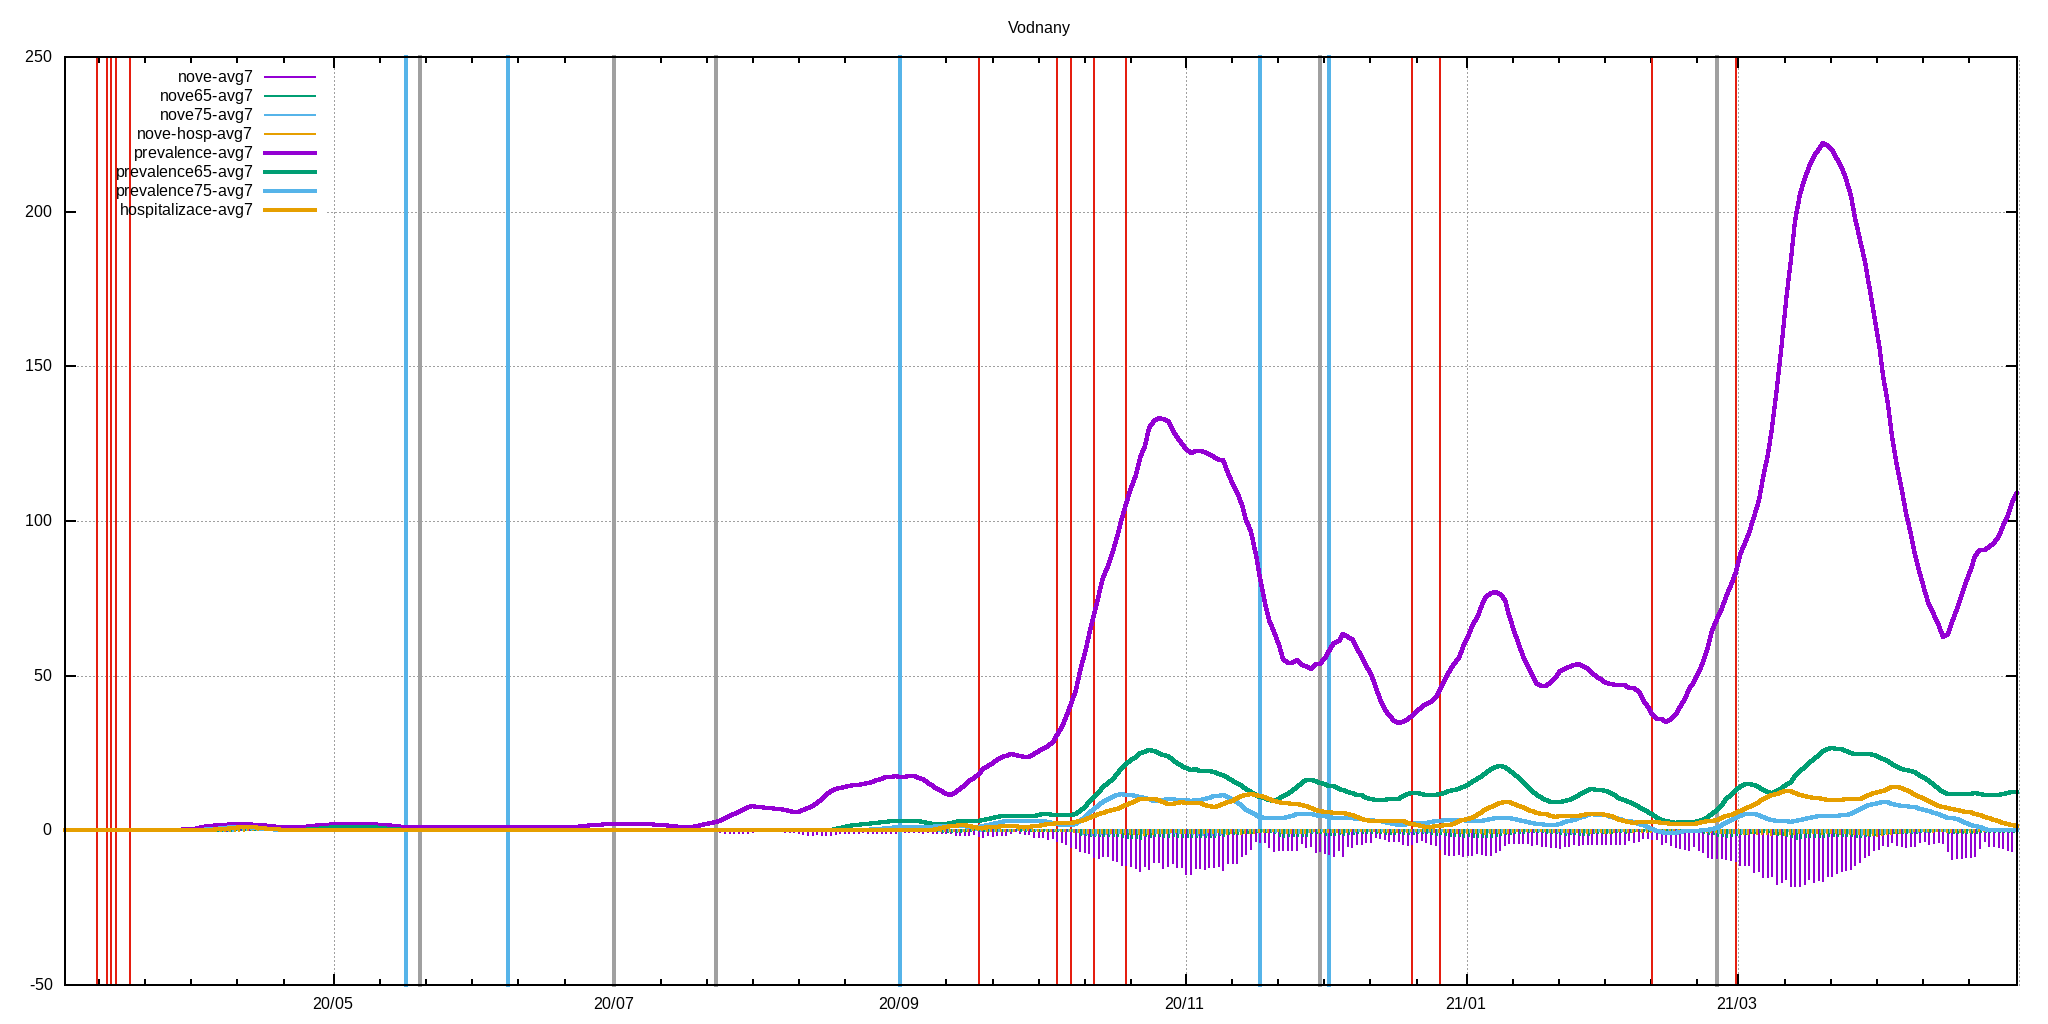 Vodnany
250
200
150
100
50
0
-50
nove-avg7
nove65-avg7
nove75-avg7
nove-hosp-avg7
prevalence-avg7
prevalence65-avg7
prevalence75-avg7
hospitalizace-avg7
20/05 20/07 20/09 20/11 21/01 21/03